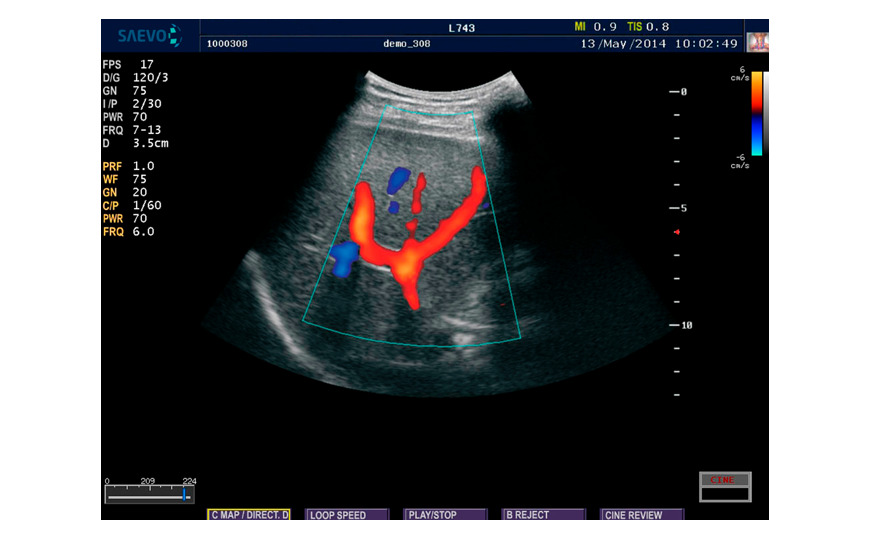 SAEVO
L743
MI 0.9 TIS 0.8
1000308
demo_308
13/May/2014 10:02:49
FPS 17
D/G 120/3
GN 75
I/P 2/30
PWR 70
FRQ 7-13
D 3.5cm
PRF 1.0
WF 75
GN 20
C/P 1/60
PWR 70
FRQ 6.0
6
cm/s
-6
cm/s
0
5
10
0 209 224
CINE
C MAP / DIRECT. D
LOOP SPEED
PLAY/STOP
B REJECT
CINE REVIEW